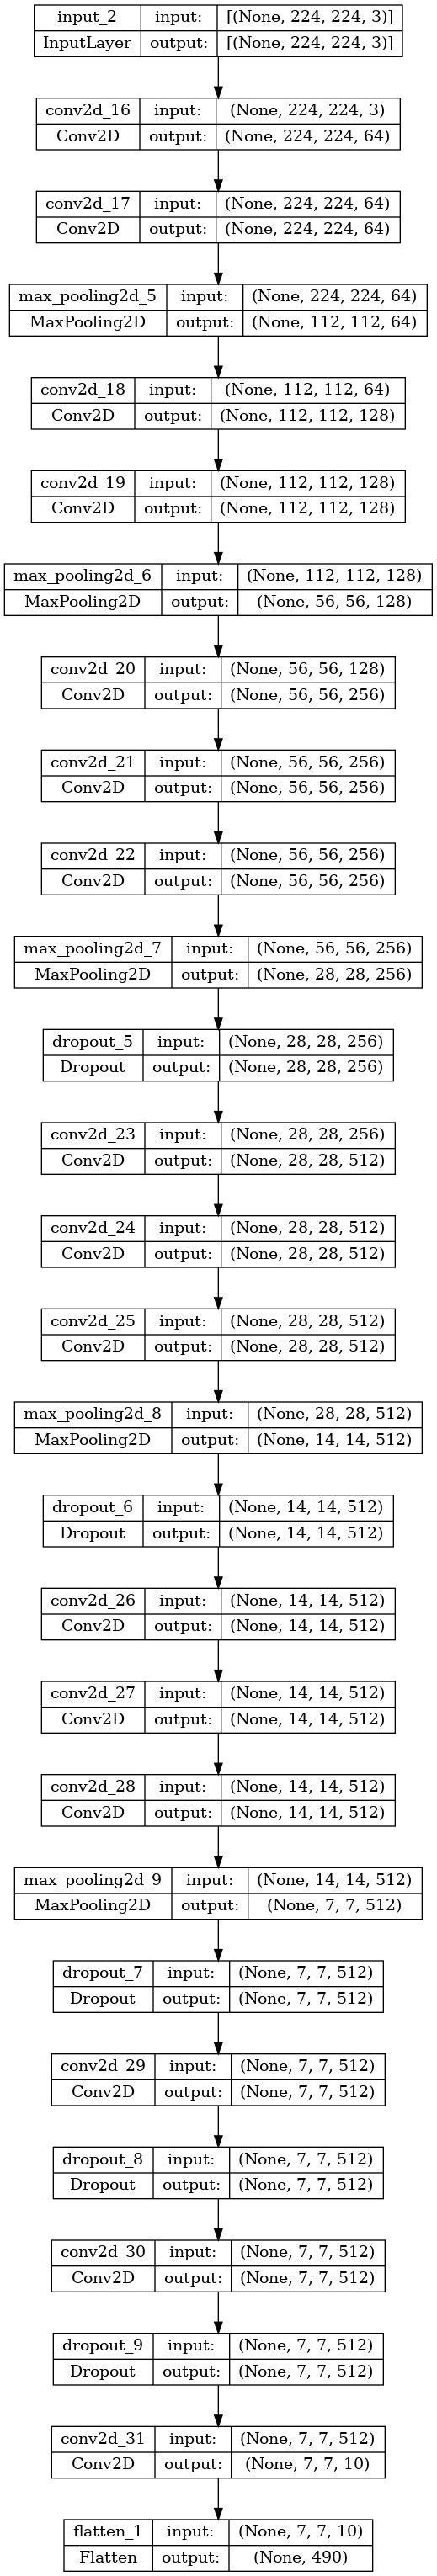 input_2 input: [(None, 224, 224, 3)]
InputLayer output: [(None, 224, 224, 3)]
conv2d_16 input: (None, 224, 224, 3)
Conv2D output: (None, 224, 224, 64)
conv2d_17 input: (None, 224, 224, 64)
Conv2D output: (None, 224, 224, 64)
max_pooling2d_5 input: (None, 224, 224, 64)
MaxPooling2D output: (None, 112, 112, 64)
conv2d_18 input: (None, 112, 112, 64)
Conv2D output: (None, 112, 112, 128)
conv2d_19 input: (None, 112, 112, 128)
Conv2D output: (None, 112, 112, 128)
max_pooling2d_6 input: (None, 112, 112, 128)
MaxPooling2D output: (None, 56, 56, 128)
conv2d_20 input: (None, 56, 56, 128)
Conv2D output: (None, 56, 56, 256)
conv2d_21 input: (None, 56, 56, 256)
Conv2D output: (None, 56, 56, 256)
conv2d_22 input: (None, 56, 56, 256)
Conv2D output: (None, 56, 56, 256)
max_pooling2d_7 input: (None, 56, 56, 256)
MaxPooling2D output: (None, 28, 28, 256)
dropout_5 input: (None, 28, 28, 256)
Dropout output: (None, 28, 28, 256)
conv2d_23 input: (None, 28, 28, 256)
Conv2D output: (None, 28, 28, 512)
conv2d_24 input: (None, 28, 28, 512)
Conv2D output: (None, 28, 28, 512)
conv2d_25 input: (None, 28, 28, 512)
Conv2D output: (None, 28, 28, 512)
max_pooling2d_8 input: (None, 28, 28, 512)
MaxPooling2D output: (None, 14, 14, 512)
dropout_6 input: (None, 14, 14, 512)
Dropout output: (None, 14, 14, 512)
conv2d_26 input: (None, 14, 14, 512)
Conv2D output: (None, 14, 14, 512)
conv2d_27 input: (None, 14, 14, 512)
Conv2D output: (None, 14, 14, 512)
conv2d_28 input: (None, 14, 14, 512)
Conv2D output: (None, 14, 14, 512)
max_pooling2d_9 input: (None, 14, 14, 512)
MaxPooling2D output: (None, 7, 7, 512)
dropout_7 input: (None, 7, 7, 512)
Dropout output: (None, 7, 7, 512)
conv2d_29 input: (None, 7, 7, 512)
Conv2D output: (None, 7, 7, 512)
dropout_8 input: (None, 7, 7, 512)
Dropout output: (None, 7, 7, 512)
conv2d_30 input: (None, 7, 7, 512)
Conv2D output: (None, 7, 7, 512)
dropout_9 input: (None, 7, 7, 512)
Dropout output: (None, 7, 7, 512)
conv2d_31 input: (None, 7, 7, 512)
Conv2D output: (None, 7, 7, 10)
flatten_1 input: (None, 7, 7, 10)
Flatten output: (None, 490)